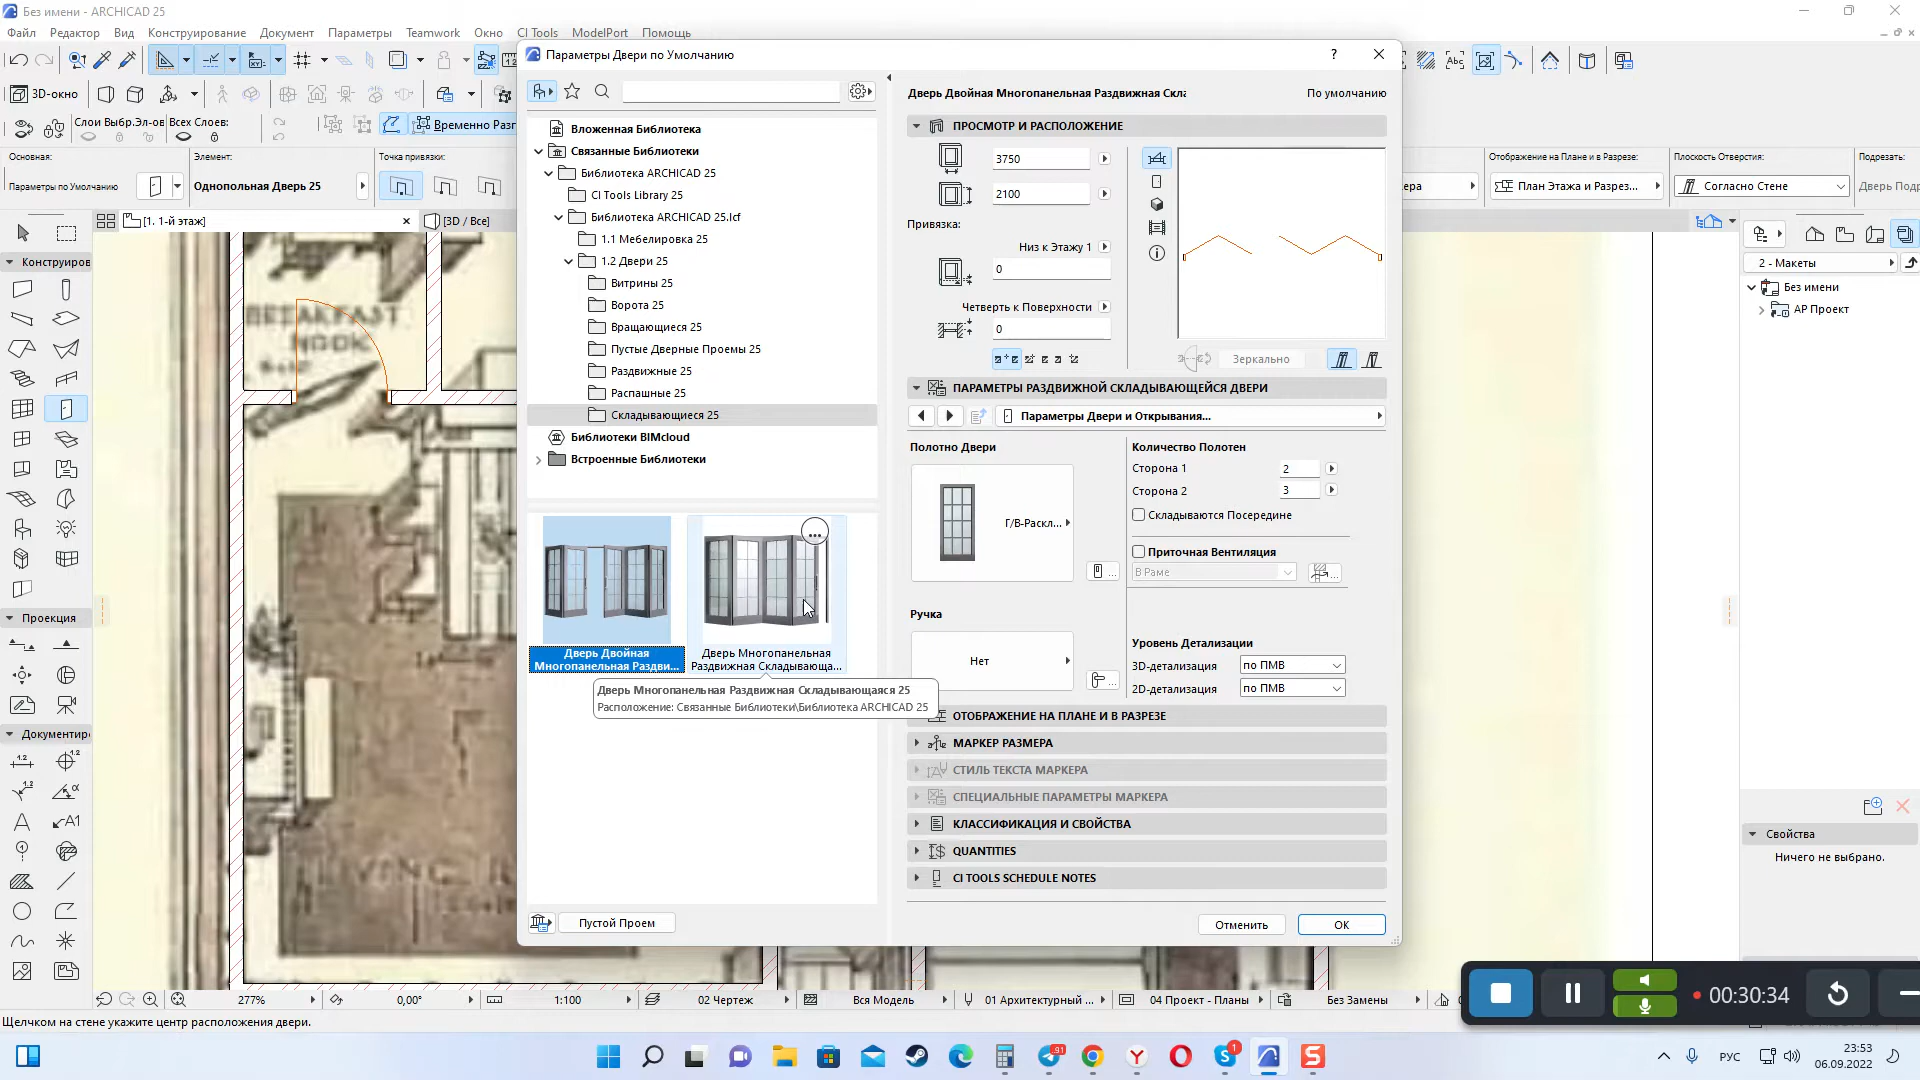 Без имени - ARCHICAD 25
Файл Редактор Вид Конструирование Документ Параметры Teamwork Окно CI Tools ModelPort Помощь
3D-окно
Слои Выбр.Эл-ов
Всех Слоев:
Временно Разг
Основная:
Параметры по Умолчанию
Элемент:
Однопольная Дверь 25
Точка привязки:
Отображение на Плане и в Разрезе:
План Этажа и Разрез...
Плоскость Отверстия:
Согласно Стене
Подрезать:
Дверь Под
[1. 1-й этаж]
[3D / Все]
Конструиров
Проекция
Документир
BREAKFAST
NOOK
Параметры Двери по Умолчанию
Вложенная Библиотека
Связанные Библиотеки
Библиотека ARCHICAD 25
CI Tools Library 25
Библиотека ARCHICAD 25.lcf
1.1 Мебелировка 25
1.2 Двери 25
Витрины 25
Ворота 25
Вращающиеся 25
Пустые Дверные Проемы 25
Раздвижные 25
Распашные 25
Складывающиеся 25
Библиотеки BIMcloud
Встроенные Библиотеки
Дверь Двойная
Многопанельная Раздви...
Дверь Многопанельная
Раздвижная Складывающа...
Дверь Многопанельная Раздвижная Складывающаяся 25
Расположение: Связанные Библиотеки\Библиотека ARCHICAD 25
Пустой Проем
Дверь Двойная Многопанельная Раздвижная Скла
По умолчанию
ПРОСМОТР И РАСПОЛОЖЕНИЕ
3750
2100
Привязка:
Низ к Этажу 1
0
Четверть к Поверхности
0
Зеркально
ПАРАМЕТРЫ РАЗДВИЖНОЙ СКЛАДЫВАЮЩЕЙСЯ ДВЕРИ
Параметры Двери и Открывания...
Полотно Двери
Г/В-Раскл...
Ручка
Нет
Количество Полотен
Сторона 1 2
Сторона 2 3
Складываются Посередине
Приточная Вентиляция
В Раме
Уровень Детализации
3D-детализация по ПМВ
2D-детализация по ПМВ
ОТОБРАЖЕНИЕ НА ПЛАНЕ И В РАЗРЕЗЕ
МАРКЕР РАЗМЕРА
СТИЛЬ ТЕКСТА МАРКЕРА
СПЕЦИАЛЬНЫЕ ПАРАМЕТРЫ МАРКЕРА
КЛАССИФИКАЦИЯ И СВОЙСТВА
QUANTITIES
CI TOOLS SCHEDULE NOTES
Отменить
ОК
2 - Макеты
Без имени
АР Проект
Свойства
Ничего не выбрано.
277% 0,00° 1:100 02 Чертеж Вся Модель 01 Архитектурный ... 04 Проект - Планы Без Замены
Щелчком на стене укажите центр расположения двери.
00:30:34
РУС
23:53
06.09.2022